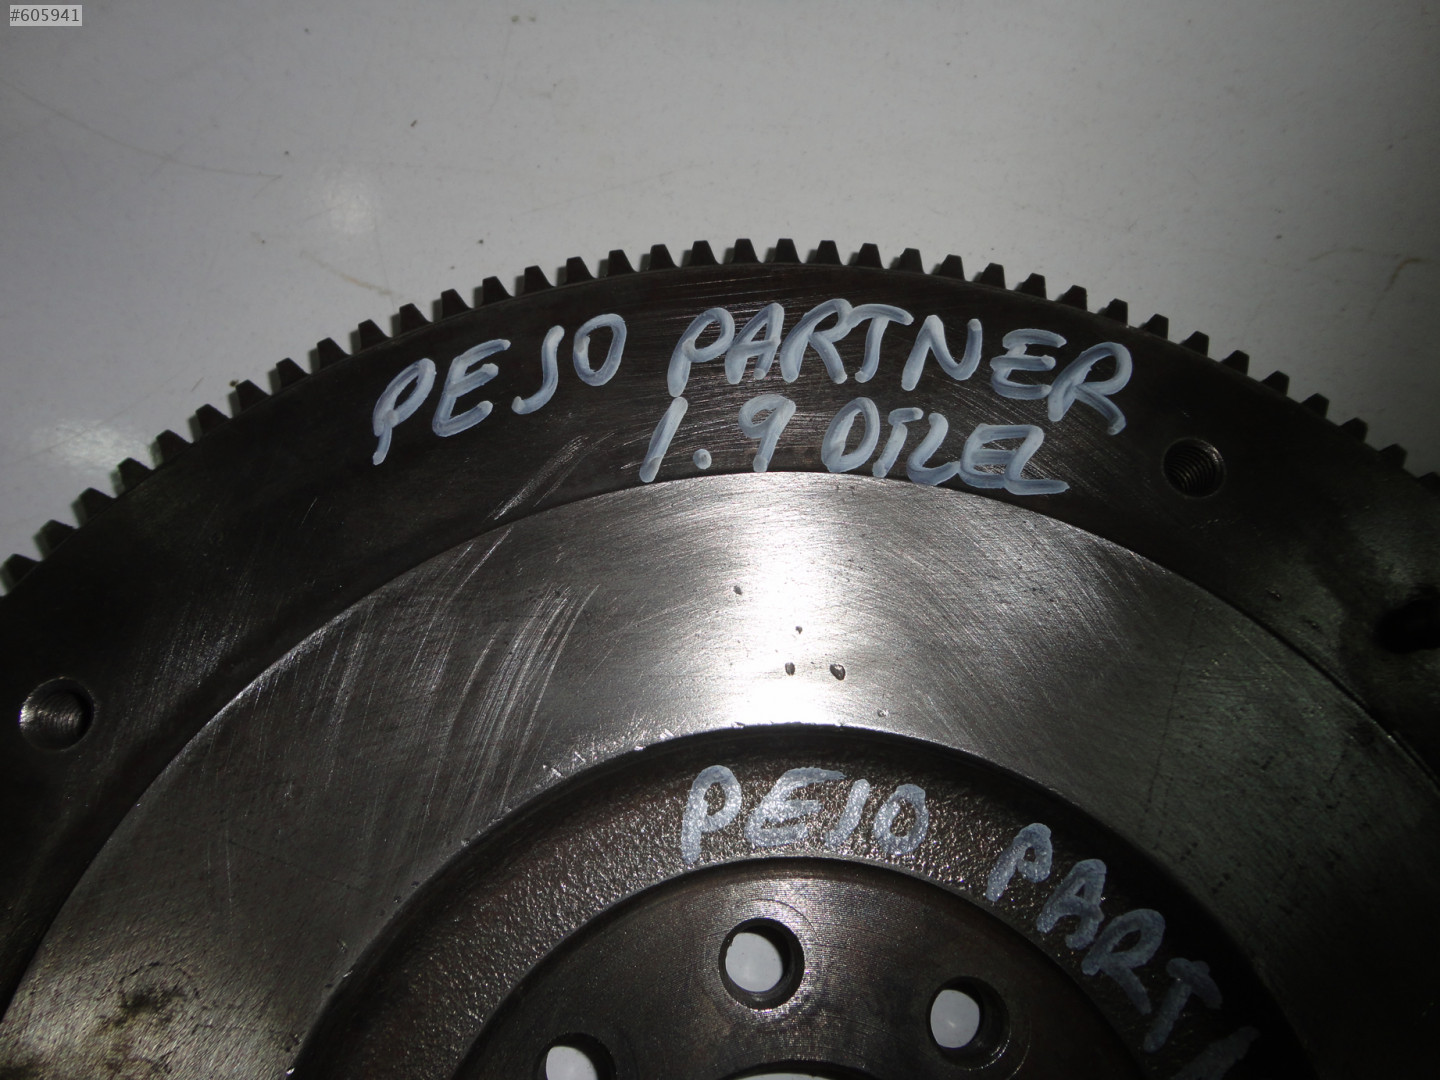 #605941
PEJO PARTNER
1.9 DİZEL
PEJO PART